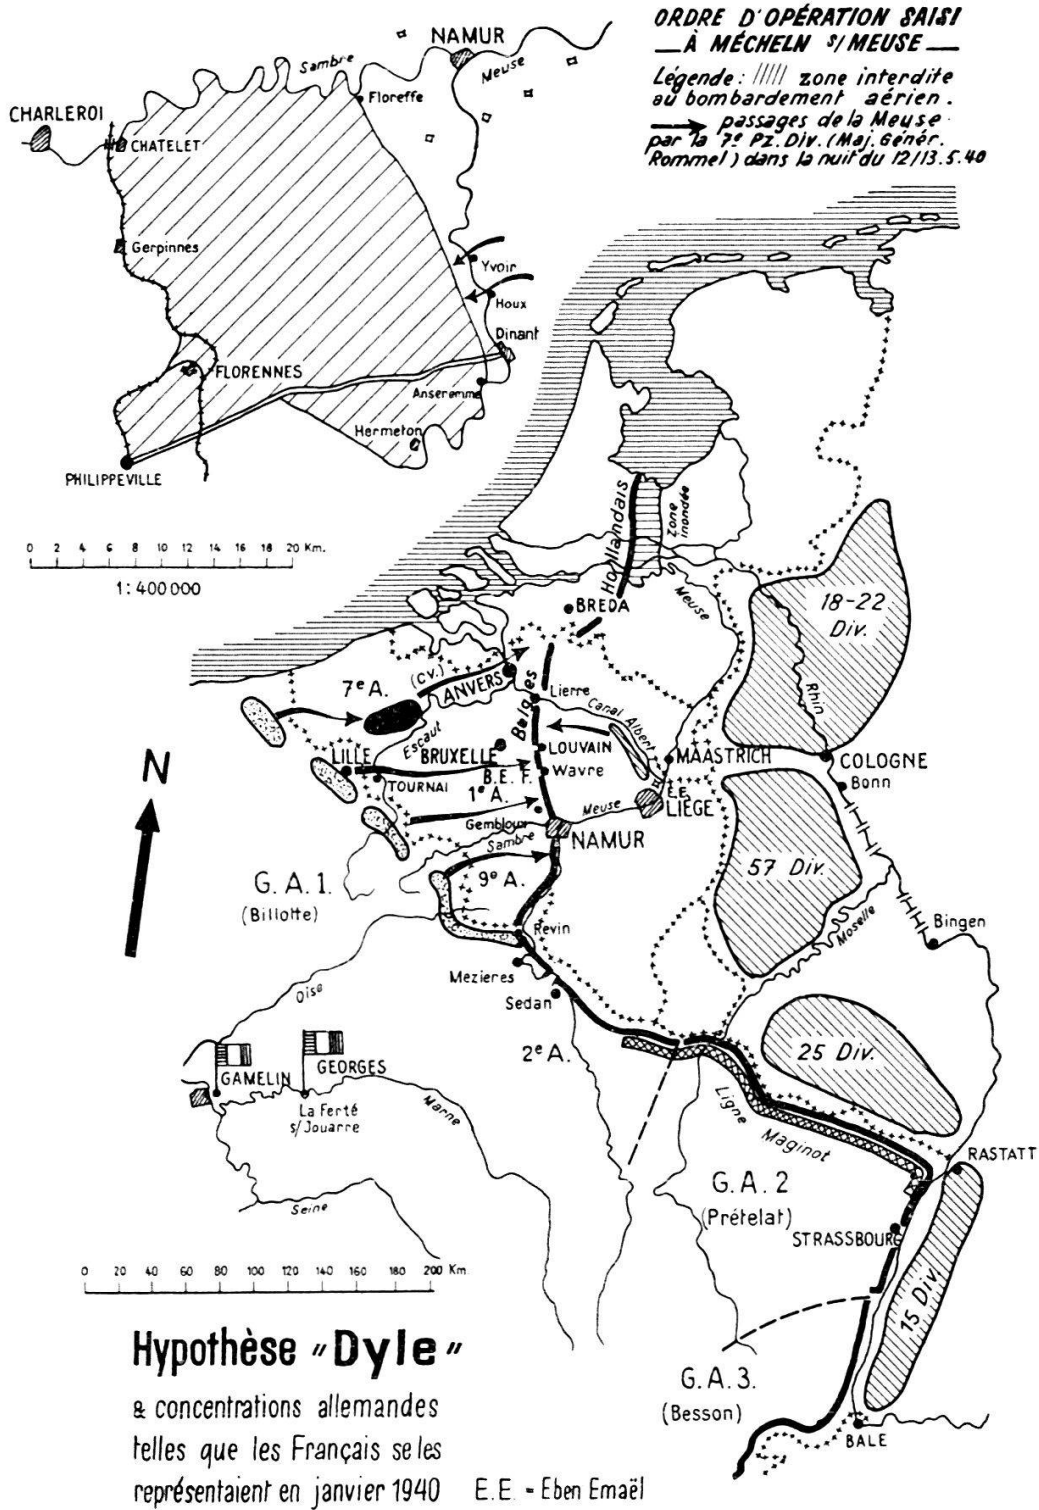 ORDRE D'OPÉRATION SAISI
À MÉCHELN S/MEUSE
Légende: zone interdite
au bombardement aérien.
passages de la Meuse
par la 7e Pz.Div. (Maj. Génér.
Rommel) dans la nuit du 12/13.5.40
NAMUR
Sambre
Meuse
Floreffe
CHARLEROI
CHATELET
Gerpinnes
Yvoir
Houx
Dinant
FLORENNES
Anseremme
Hermeton
PHILIPPEVILLE
0 2 4 6 8 10 12 14 16 18 20 Km.
1:400 000
Hollandais
zone inondée
Meuse
BREDA
18-22
Div.
Rhin
7e A.
(cv.)
ANVERS
Belges
Lierre
Canal Albert
Escaut
LILLE
BRUXELLE
LOUVAIN
MAASTRICH
COLOGNE
Bonn
TOURNAI
B.E.F.
Wavre
E.E.
1e A.
LIÈGE
Gembloux
Meuse
Sambre
NAMUR
57 Div.
N
G.A.1.
(Billotte)
9e A.
Revin
Moselle
Bingen
Mezieres
Sedan
Oise
2e A.
25 Div.
GAMELIN
GEORGES
La Ferté
s/Jouarre
Marne
Ligne Maginot
RASTATT
Seine
G.A.2
(Prételat)
STRASSBOURG
15 Div.
0 20 40 60 80 100 120 140 160 180 200 Km.
Hypothèse "Dyle"
& concentrations allemandes
telles que les Français se les
représentaient en janvier 1940
E.E. - Eben Emaël
G.A.3.
(Besson)
BALE